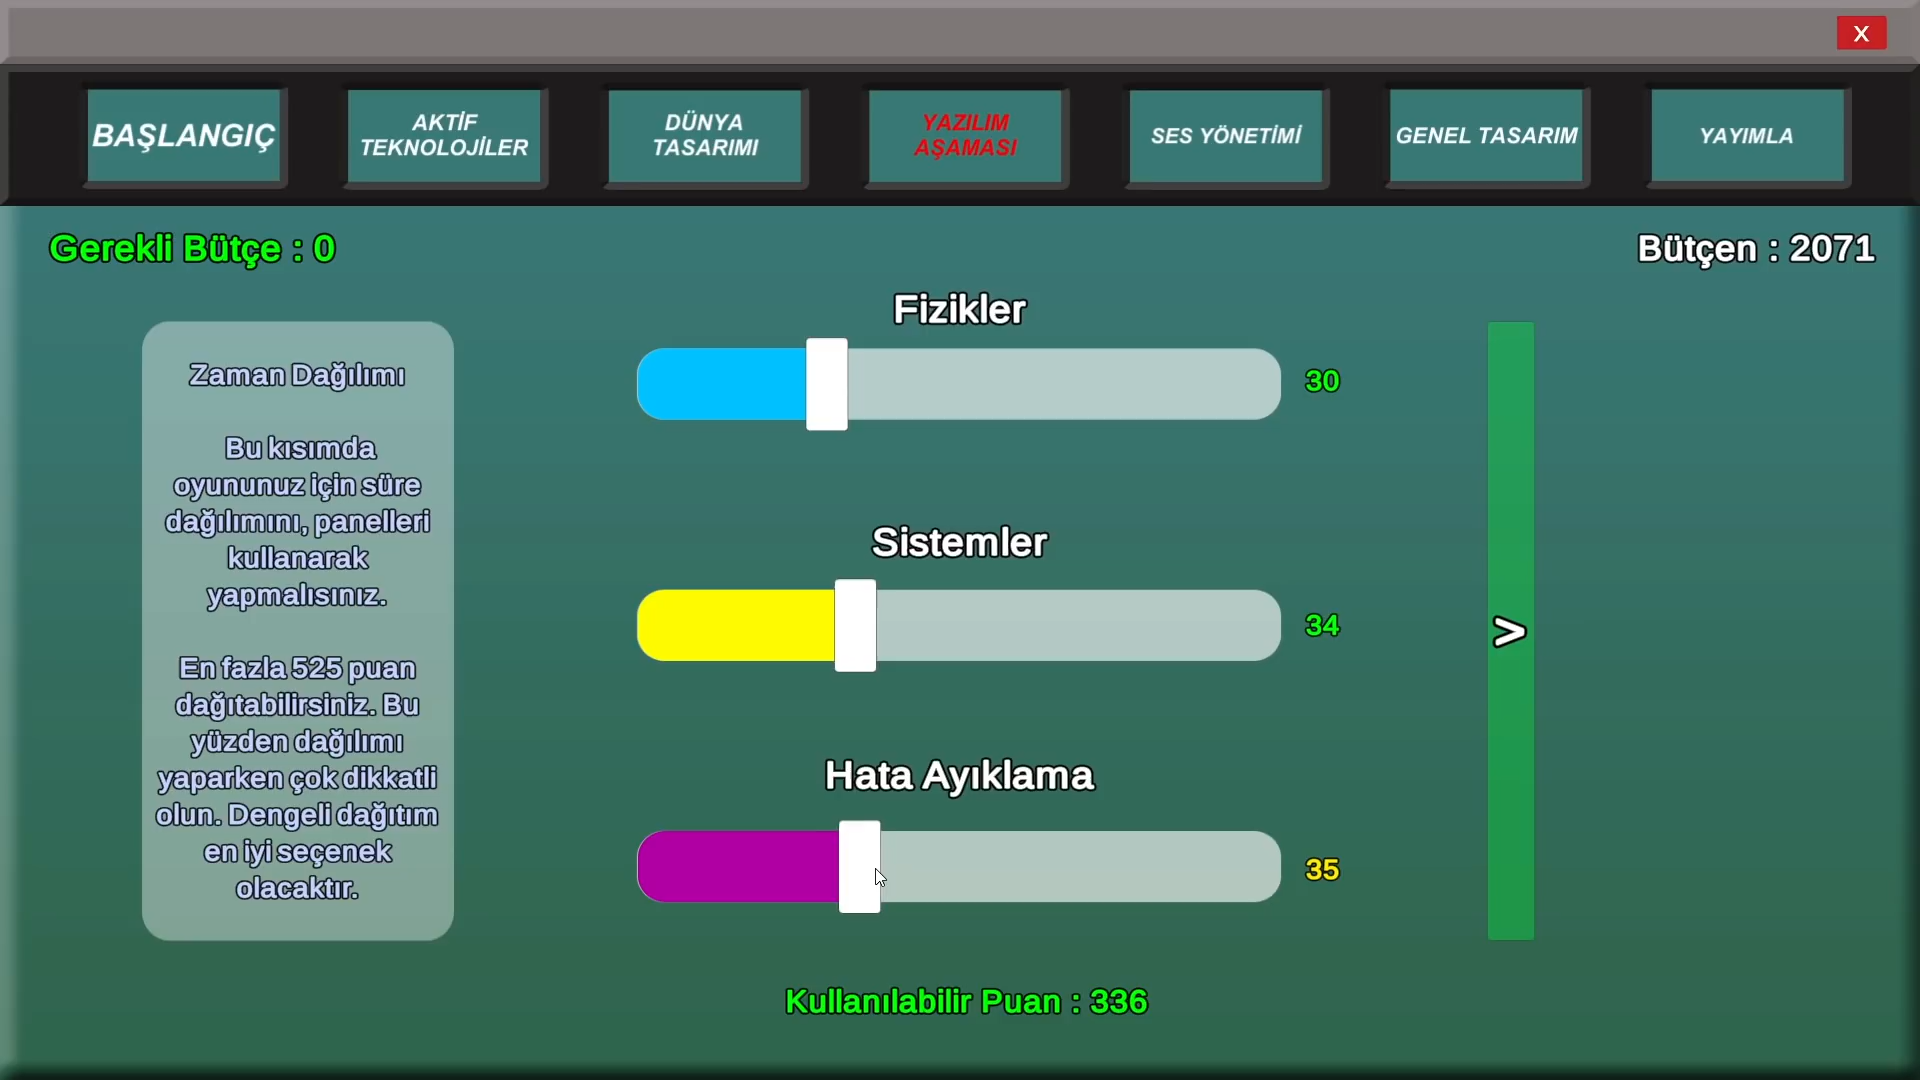 X
BAŞLANGIÇ
AKTİF
TEKNOLOJİLER
DÜNYA
TASARIMI
YAZILIM
AŞAMASI
SES YÖNETİMİ
GENEL TASARIM
YAYIMLA
Gerekli Bütçe : 0
Bütçen : 2071
Zaman Dağılımı
Bu kısımda
oyununuz için süre
dağılımını, panelleri
kullanarak
yapmalısınız.
En fazla 525 puan
dağıtabilirsiniz. Bu
yüzden dağılımı
yaparken çok dikkatli
olun. Dengeli dağıtım
en iyi seçenek
olacaktır.
Fizikler
30
Sistemler
34
Hata Ayıklama
35
>
Kullanılabilir Puan : 336